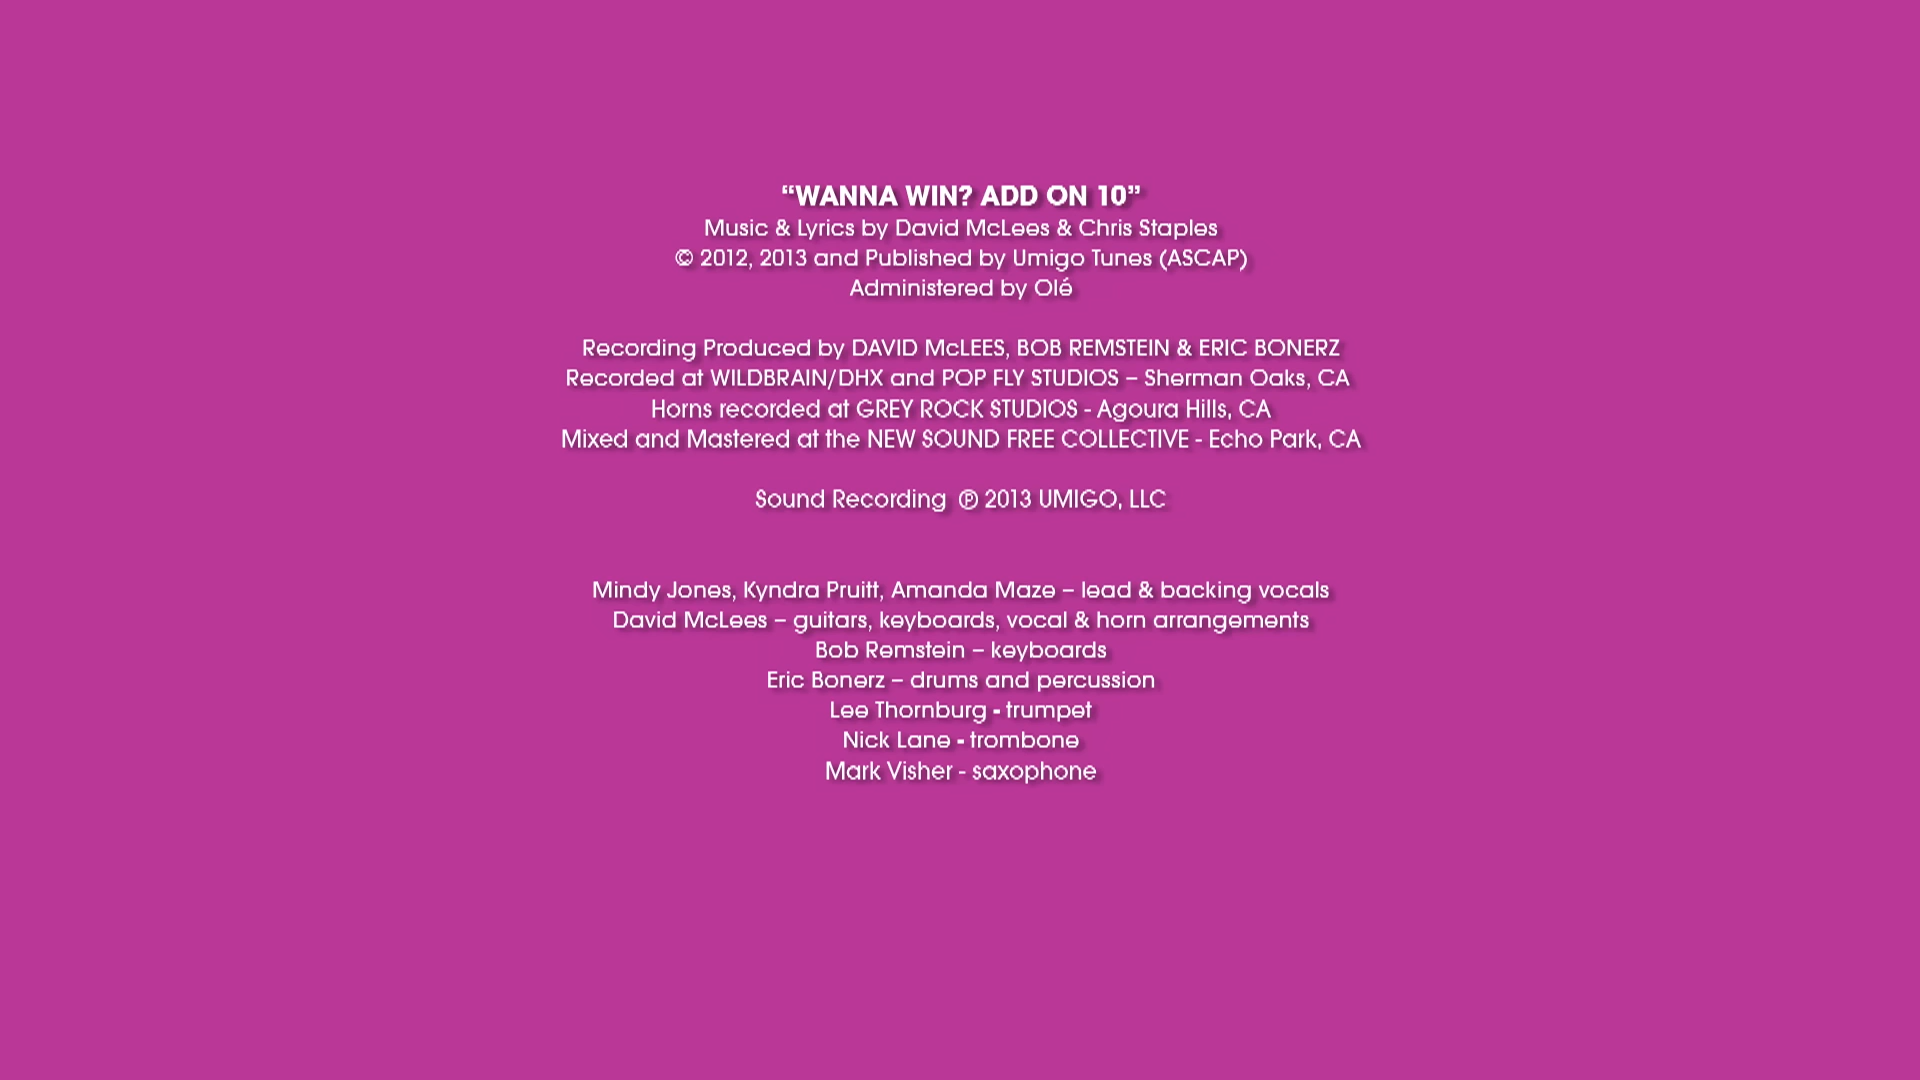 “WANNA WIN? ADD ON 10”
Music & Lyrics by David McLees & Chris Staples
© 2012, 2013 and Published by Umigo Tunes (ASCAP)
Administered by Olé
Recording Produced by DAVID McLEES, BOB REMSTEIN & ERIC BONERZ
Recorded at WILDBRAIN/DHX and POP FLY STUDIOS – Sherman Oaks, CA
Horns recorded at GREY ROCK STUDIOS - Agoura Hills, CA
Mixed and Mastered at the NEW SOUND FREE COLLECTIVE - Echo Park, CA
Sound Recording ℗ 2013 UMIGO, LLC
Mindy Jones, Kyndra Pruitt, Amanda Maze – lead & backing vocals
David McLees – guitars, keyboards, vocal & horn arrangements
Bob Remstein – keyboards
Eric Bonerz – drums and percussion
Lee Thornburg - trumpet
Nick Lane - trombone
Mark Visher - saxophone